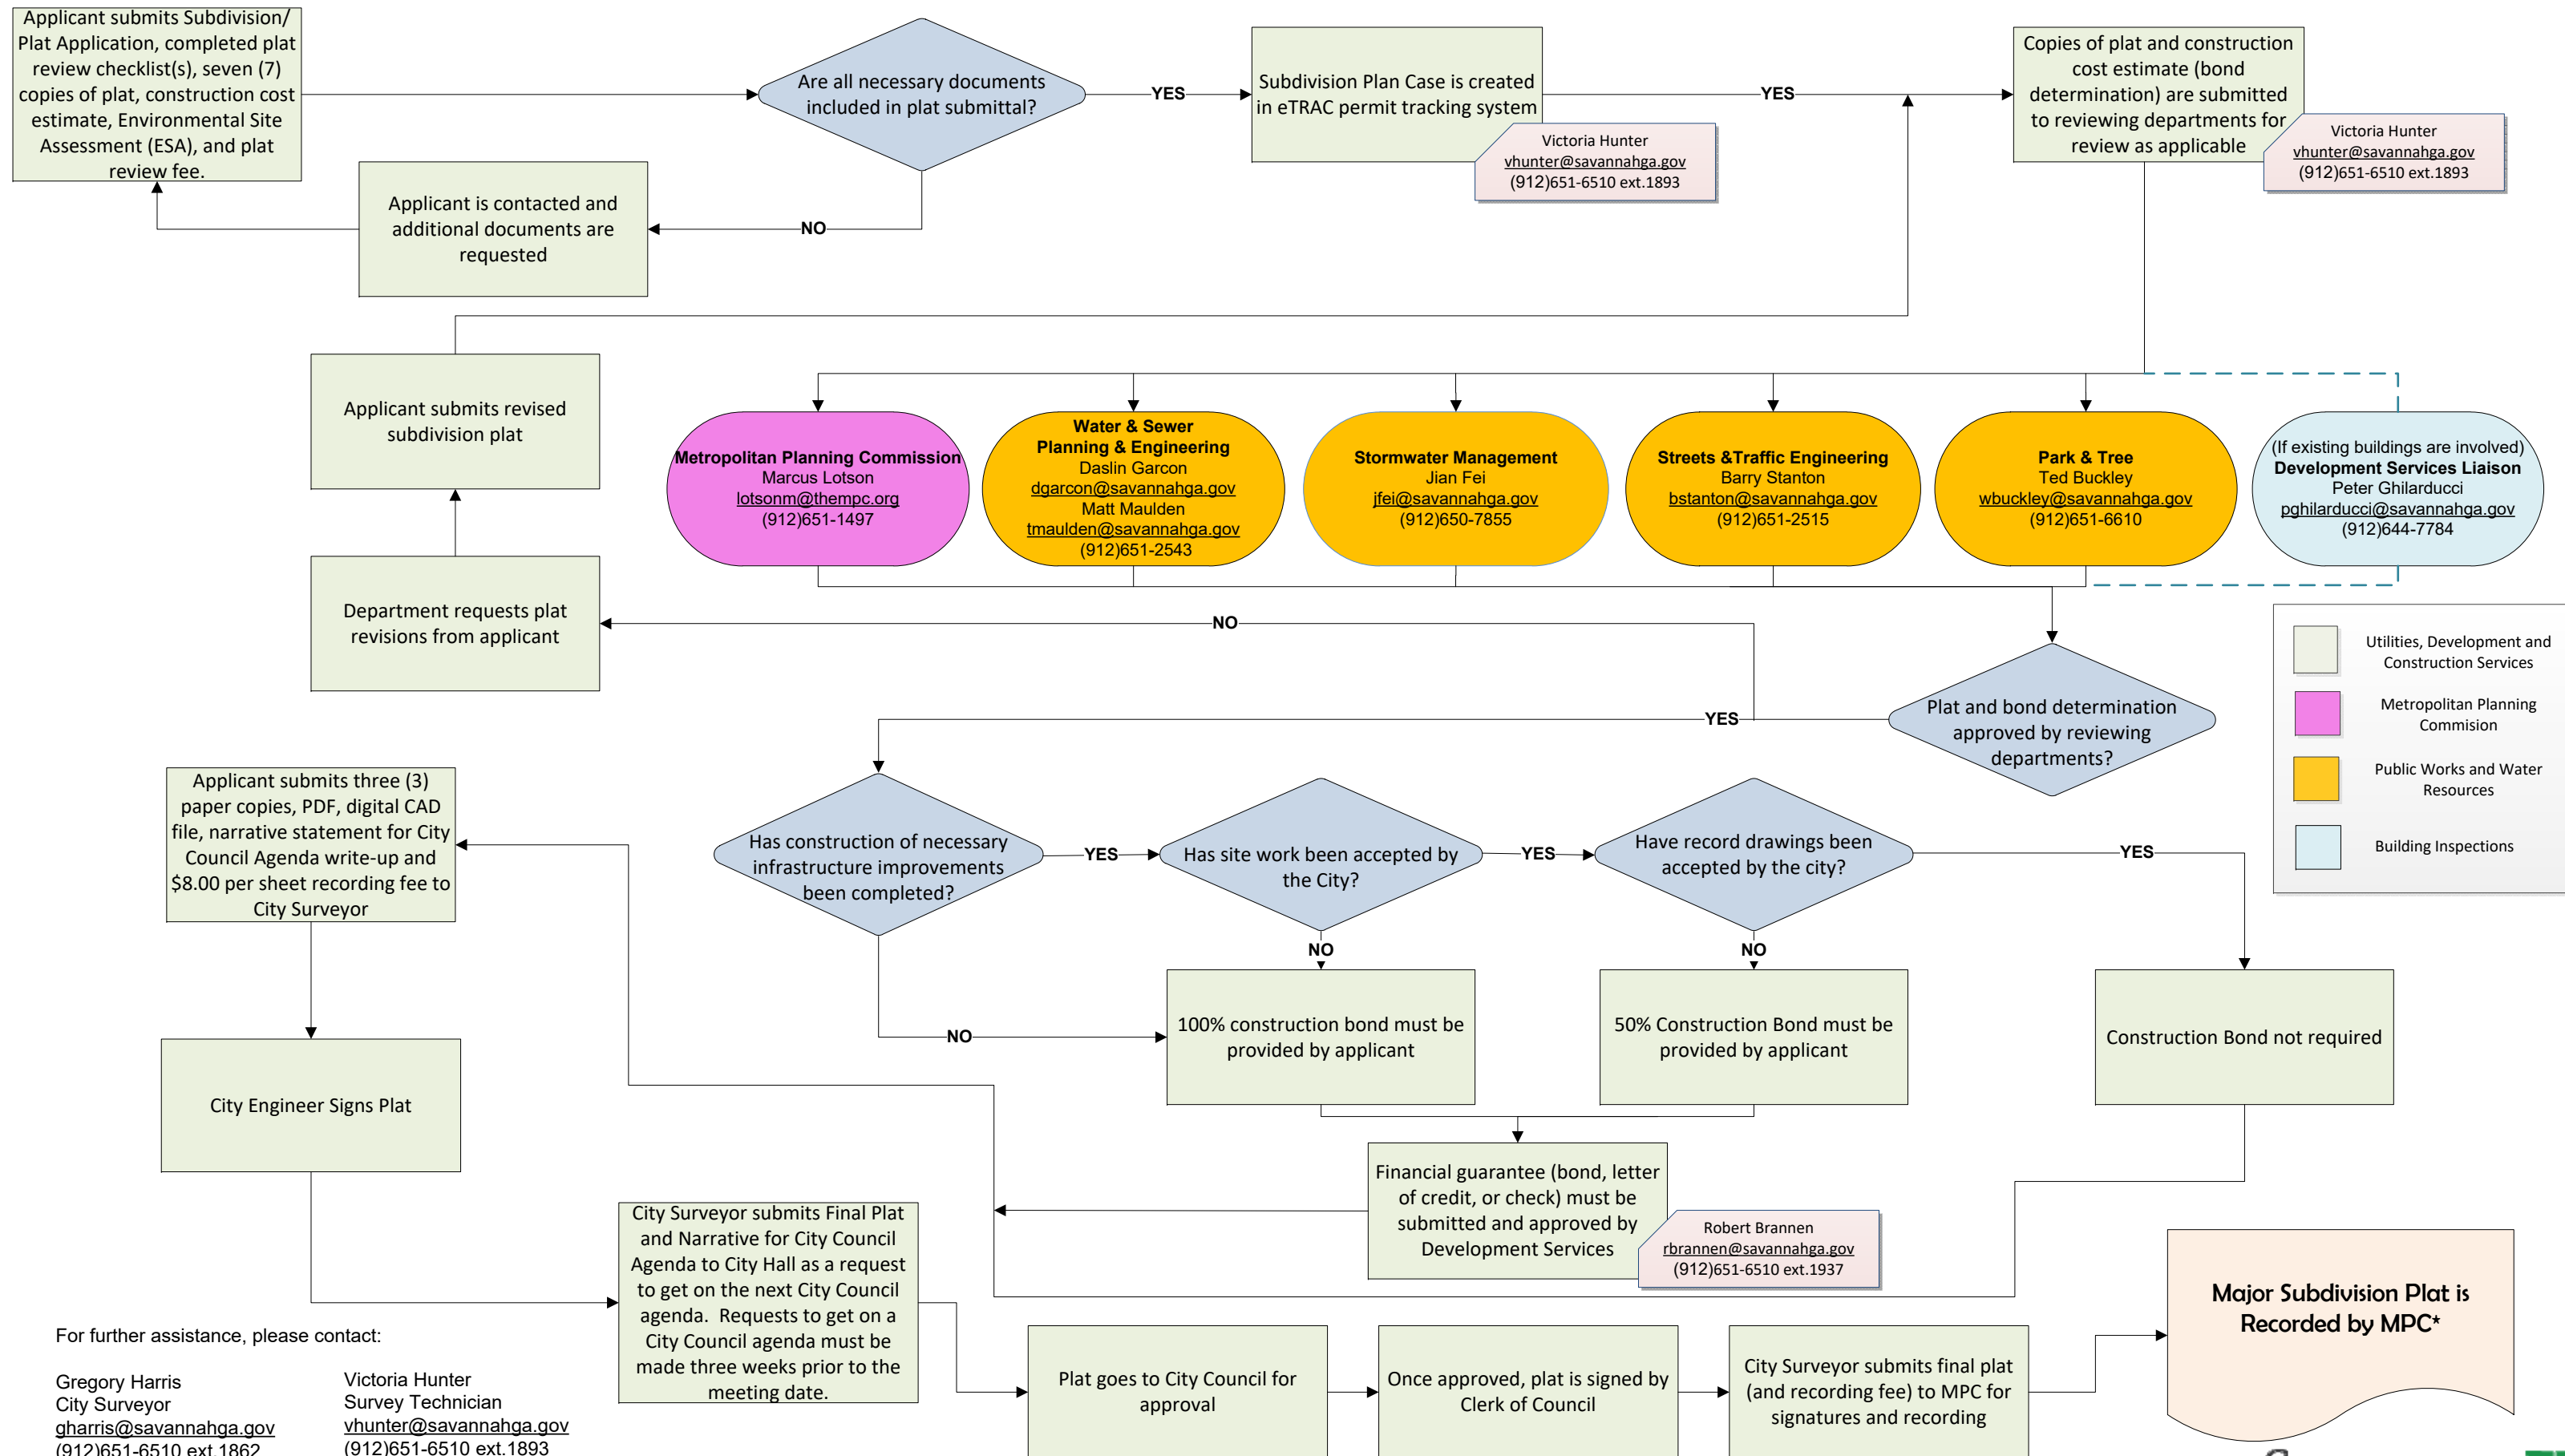 Applicant submits Subdivision/
Plat Application, completed plat
review checklist(s), seven (7)
copies of plat, construction cost
estimate, Environmental Site
Assessment (ESA), and plat
review fee.
Are all necessary documents
included in plat submittal?
YES
Subdivision Plan Case is created
in eTRAC permit tracking system
Victoria Hunter
vhunter@savannahga.gov
(912)651-6510 ext.1893
YES
Copies of plat and construction
cost estimate (bond
determination) are submitted
to reviewing departments for
review as applicable
Victoria Hunter
vhunter@savannahga.gov
(912)651-6510 ext.1893
NO
Applicant is contacted and
additional documents are
requested
Applicant submits revised
subdivision plat
Metropolitan Planning Commission
Marcus Lotson
lotsonm@thempc.org
(912)651-1497
Water & Sewer
Planning & Engineering
Daslin Garcon
dgarcon@savannahga.gov
Matt Maulden
tmaulden@savannahga.gov
(912)651-2543
Stormwater Management
Jian Fei
jfei@savannahga.gov
(912)650-7855
Streets &Traffic Engineering
Barry Stanton
bstanton@savannahga.gov
(912)651-2515
Park & Tree
Ted Buckley
wbuckley@savannahga.gov
(912)651-6610
(If existing buildings are involved)
Development Services Liaison
Peter Ghilarducci
pghilarducci@savannahga.gov
(912)644-7784
Department requests plat
revisions from applicant
NO
Utilities, Development and
Construction Services
Metropolitan Planning
Commision
Public Works and Water
Resources
Building Inspections
YES
Plat and bond determination
approved by reviewing
departments?
Applicant submits three (3)
paper copies, PDF, digital CAD
file, narrative statement for City
Council Agenda write-up and
$8.00 per sheet recording fee to
City Surveyor
Has construction of necessary
infrastructure improvements
been completed?
YES
Has site work been accepted by
the City?
YES
Have record drawings been
accepted by the city?
YES
NO
NO
NO
100% construction bond must be
provided by applicant
50% Construction Bond must be
provided by applicant
Construction Bond not required
City Engineer Signs Plat
Financial guarantee (bond, letter
of credit, or check) must be
submitted and approved by
Development Services
Robert Brannen
rbrannen@savannahga.gov
(912)651-6510 ext.1937
City Surveyor submits Final Plat
and Narrative for City Council
Agenda to City Hall as a request
to get on the next City Council
agenda. Requests to get on a
City Council agenda must be
made three weeks prior to the
meeting date.
Plat goes to City Council for
approval
Once approved, plat is signed by
Clerk of Council
City Surveyor submits final plat
(and recording fee) to MPC for
signatures and recording
Major Subdivision Plat is
Recorded by MPC*
For further assistance, please contact:
Gregory Harris
City Surveyor
gharris@savannahga.gov
(912)651-6510 ext.1862
Victoria Hunter
Survey Technician
vhunter@savannahga.gov
(912)651-6510 ext.1893